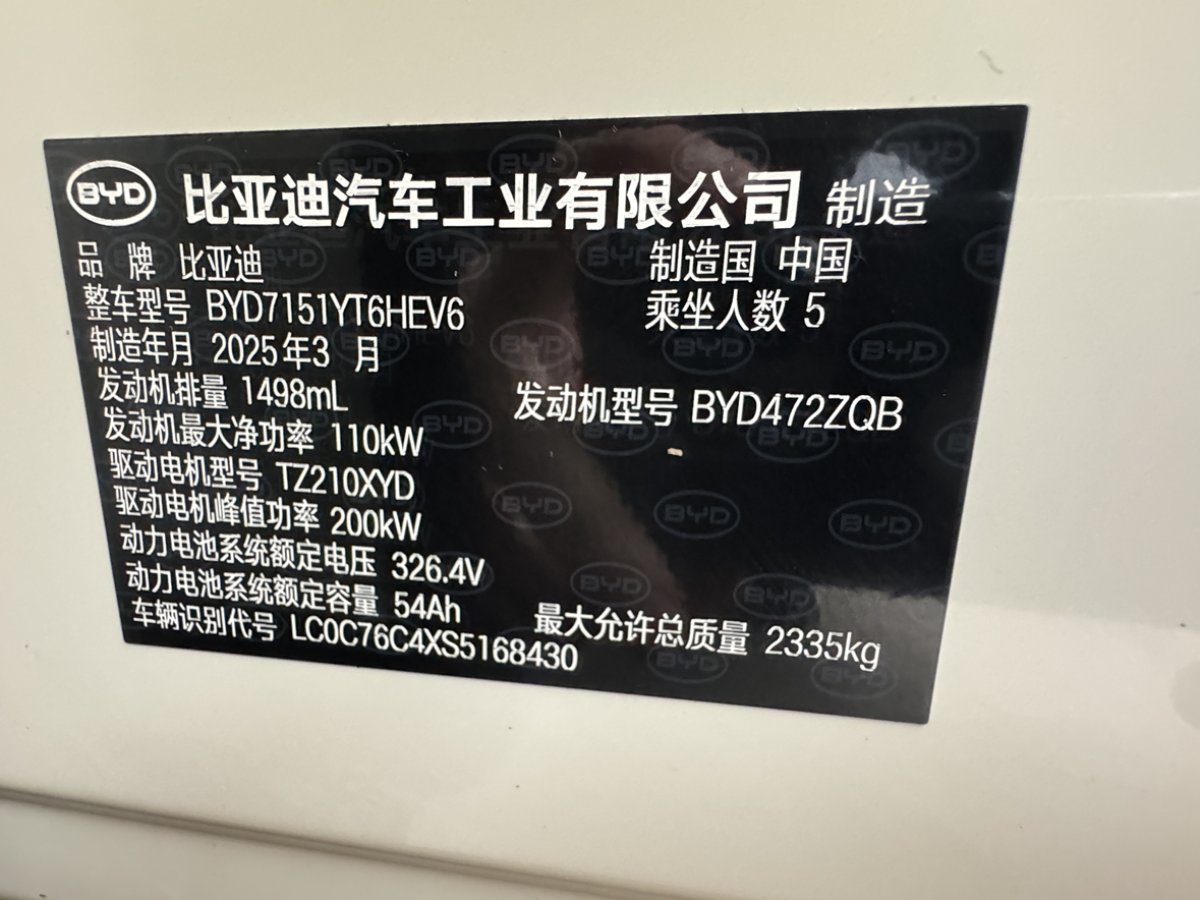 BYD 比亚迪汽车工业有限公司 制造
品 牌 比亚迪 制造国 中国
整车型号 BYD7151YT6HEV6 乘坐人数 5
制造年月 2025年3 月
发动机排量 1498mL 发动机型号 BYD472ZQB
发动机最大净功率 110kW
驱动电机型号 TZ210XYD
驱动电机峰值功率 200kW
动力电池系统额定电压 326.4V
动力电池系统额定容量 54Ah 最大允许总质量 2335kg
车辆识别代号 LC0C76C4XS5168430